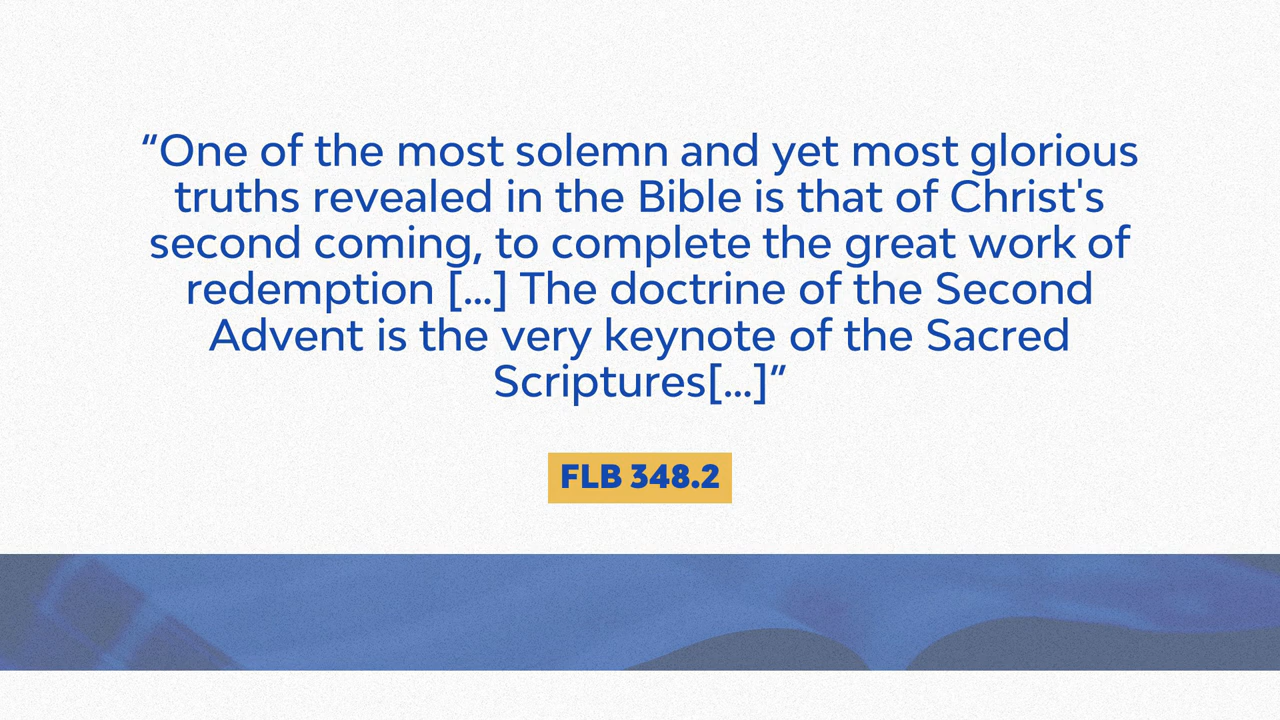 “One of the most solemn and yet most glorious
truths revealed in the Bible is that of Christ's
second coming, to complete the great work of
redemption [...] The doctrine of the Second
Advent is the very keynote of the Sacred
Scriptures[...]”
FLB 348.2